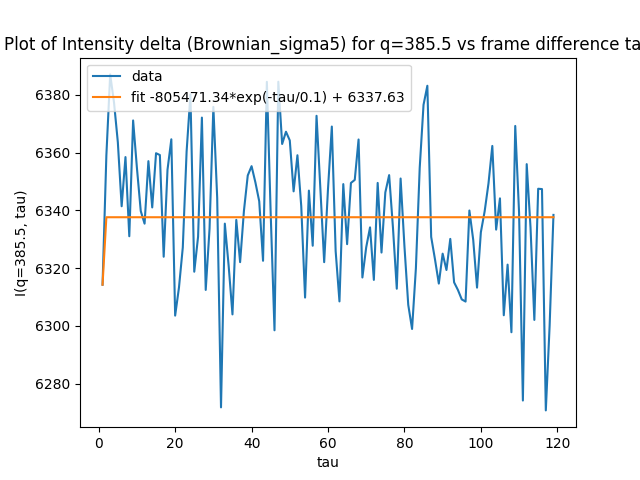 Plot of Intensity delta (Brownian_sigma5) for q=385.5 vs frame difference ta
data
fit -805471.34*exp(-tau/0.1) + 6337.63
6380
6360
6340
6320
6300
6280
I(q=385.5, tau)
0 20 40 60 80 100 120
tau